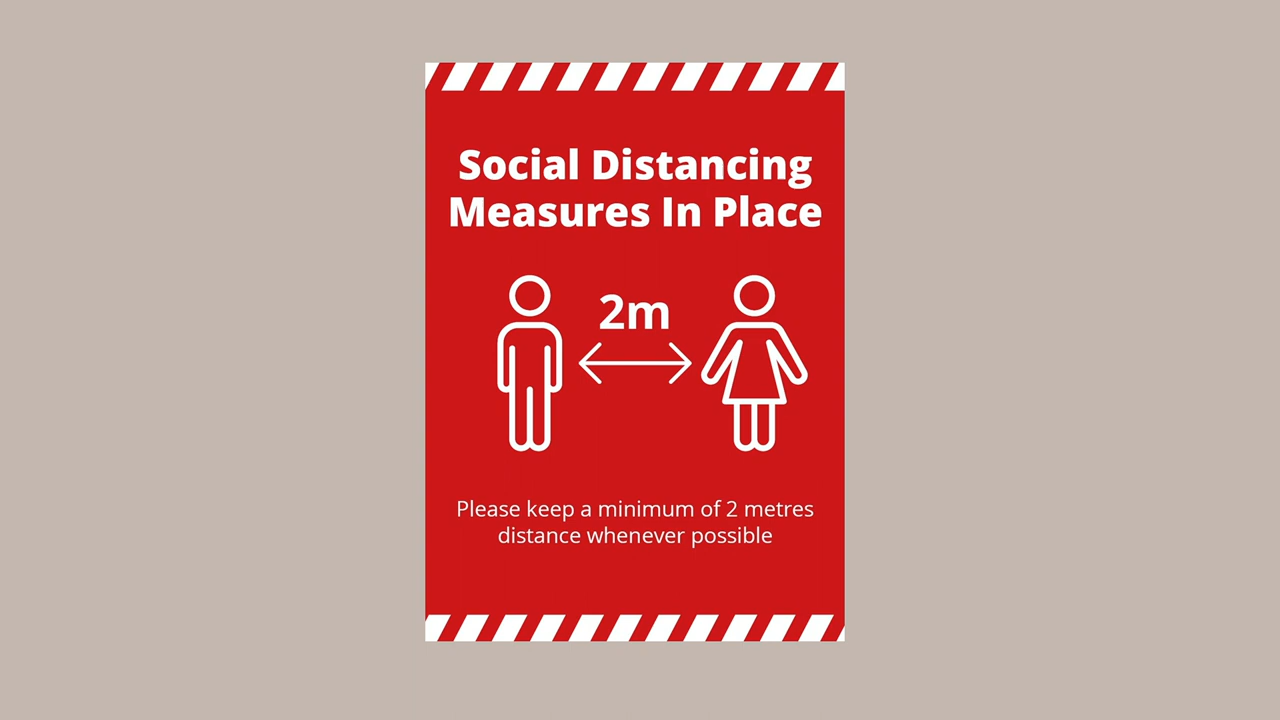 Social Distancing
Measures In Place
2m
Please keep a minimum of 2 metres
distance whenever possible